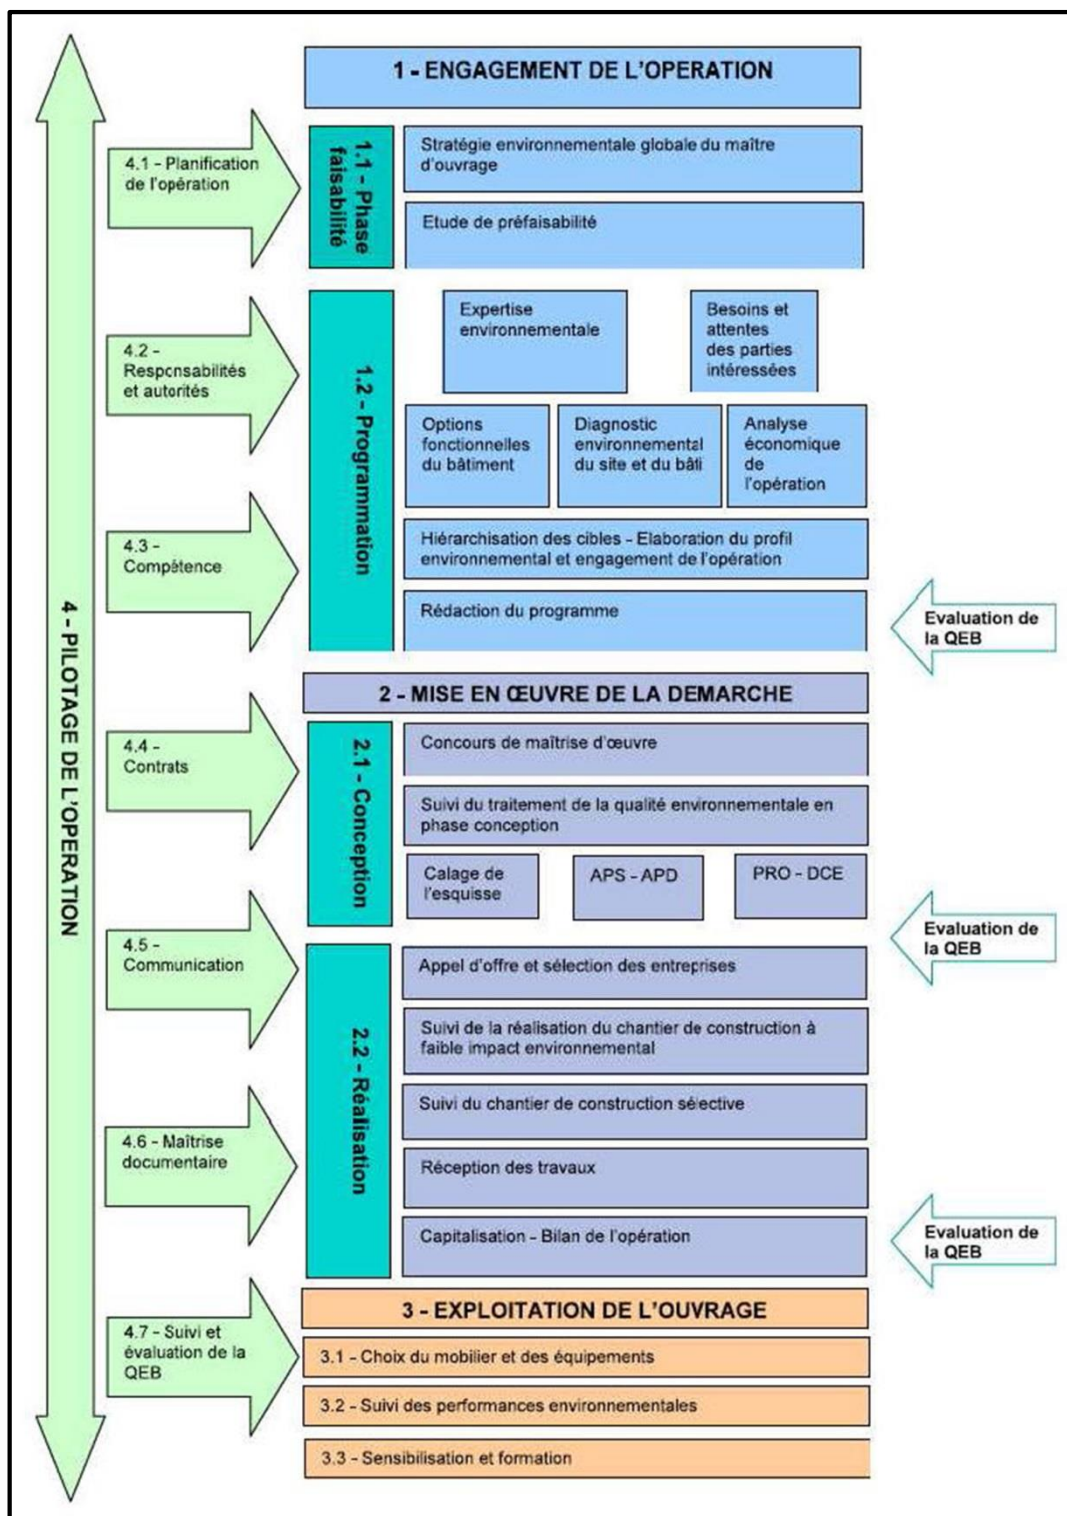 1 - ENGAGEMENT DE L'OPERATION
4.1 - Planification
de l'opération
1.1 - Phase
faisabilité
Stratégie environnementale globale du maître
d'ouvrage
Etude de préfaisabilité
4.2 -
Responsabilités
et autorités
1.2 - Programmation
Expertise
environnementale
Besoins et
attentes
des parties
intéressées
Options
fonctionnelles
du bâtiment
Diagnostic
environnemental
du site et du bâti
Analyse
économique
de
l'opération
4.3 -
Compétence
Hiérarchisation des cibles - Elaboration du profil
environnemental et engagement de l'opération
Rédaction du programme
Evaluation de
la QEB
4 - PILOTAGE DE L'OPERATION
2 - MISE EN ŒUVRE DE LA DEMARCHE
4.4 -
Contrats
2.1 - Conception
Concours de maîtrise d'œuvre
Suivi du traitement de la qualité environnementale en
phase conception
Calage de
l'esquisse
APS - APD
PRO - DCE
Evaluation de
la QEB
4.5 -
Communication
2.2 - Réalisation
Appel d'offre et sélection des entreprises
Suivi de la réalisation du chantier de construction à
faible impact environnemental
Suivi du chantier de construction sélective
4.6 - Maîtrise
documentaire
Réception des travaux
Capitalisation - Bilan de l'opération
Evaluation de
la QEB
3 - EXPLOITATION DE L'OUVRAGE
4.7 - Suivi et
évaluation de la
QEB
3.1 - Choix du mobilier et des équipements
3.2 - Suivi des performances environnementales
3.3 - Sensibilisation et formation